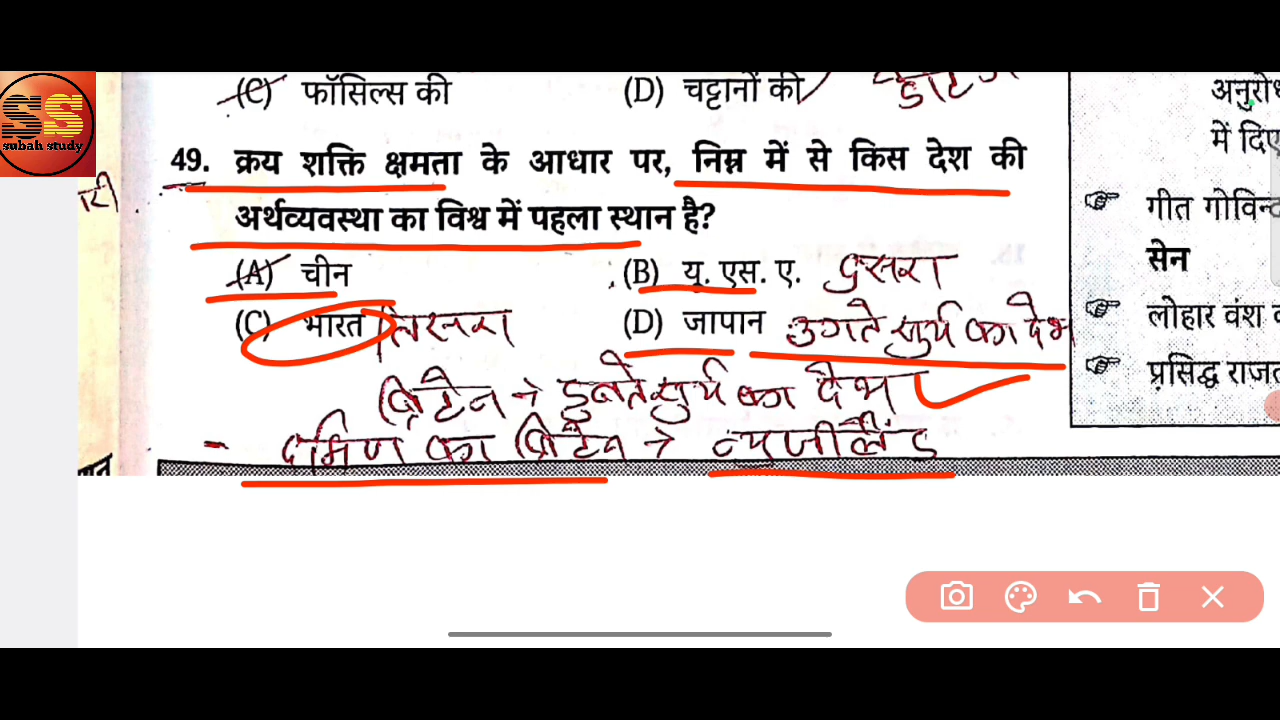 (C) फॉसिल्स की (D) चट्टानों की
SS
subah study
49. क्रय शक्ति क्षमता के आधार पर, निम्न में से किस देश की
अर्थव्यवस्था का विश्व में पहला स्थान है?
(A) चीन (B) यू. एस. ए. दुसरा
(C) भारत तिसरा (D) जापान उगते सुर्य का देश
ब्रिटेन → डुबते सुर्य का देश
- दक्षिण का ब्रिटेन → न्यूजीलैंड
अनुरोध
में दिए
गीत गोविन्द
सेन
लोहार वंश
प्रसिद्ध राजत